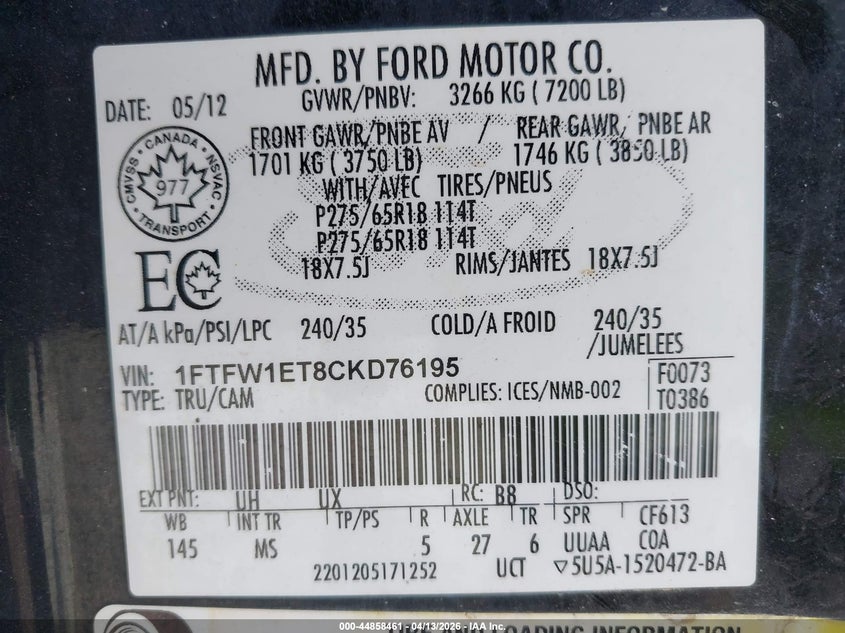 MFD. BY FORD MOTOR CO.
DATE: 05/12
GVWR/PNBV: 3266 KG ( 7200 LB)
FRONT GAWR/PNBE AV / REAR GAWR, PNBE AR
1701 KG ( 3750 LB) 1746 KG ( 3850 LB)
WITH/AVEC TIRES/PNEUS
P275/65R18 114T
P275/65R18 114T
18X7.5J RIMS/JANTES 18X7.5J
CMVSS • CANADA • NSVAC • TRANSPORT •
977
EC
AT/A kPa/PSI/LPC 240/35 COLD/A FROID 240/35
/JUMELEES
VIN: 1FTFW1ET8CKD76195
F0073
TYPE: TRU/CAM COMPLIES: ICES/NMB-002 T0386
EXT PNT: UH UX RC: B8 DSO:
WB INT TR TP/PS R AXLE TR SPR CF613
145 MS 5 27 6 UUAA COA
2201205171252 UCT ▽5U5A-1520472-BA
000-44858461 - 04/13/2026 - IAA Inc.
LOADING INFORMATION